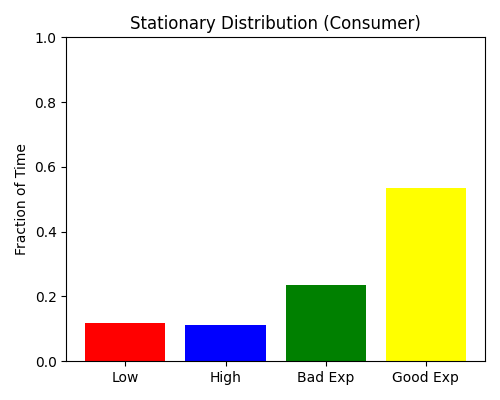 Stationary Distribution (Consumer)
1.0
0.8
0.6
0.4
0.2
0.0
Fraction of Time
Low High Bad Exp Good Exp